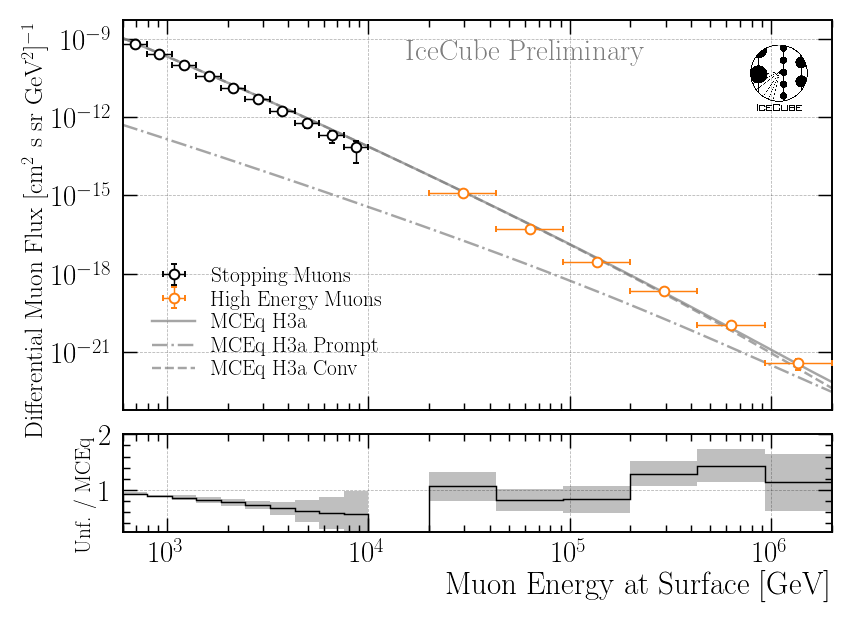 Differential Muon Flux [cm² s sr GeV²]⁻¹
10⁻⁹
10⁻¹²
10⁻¹⁵
10⁻¹⁸
10⁻²¹
IceCube Preliminary
ICECUBE
Stopping Muons
High Energy Muons
MCEq H3a
MCEq H3a Prompt
MCEq H3a Conv
Unf. / MCEq
2
1
10³ 10⁴ 10⁵ 10⁶
Muon Energy at Surface [GeV]